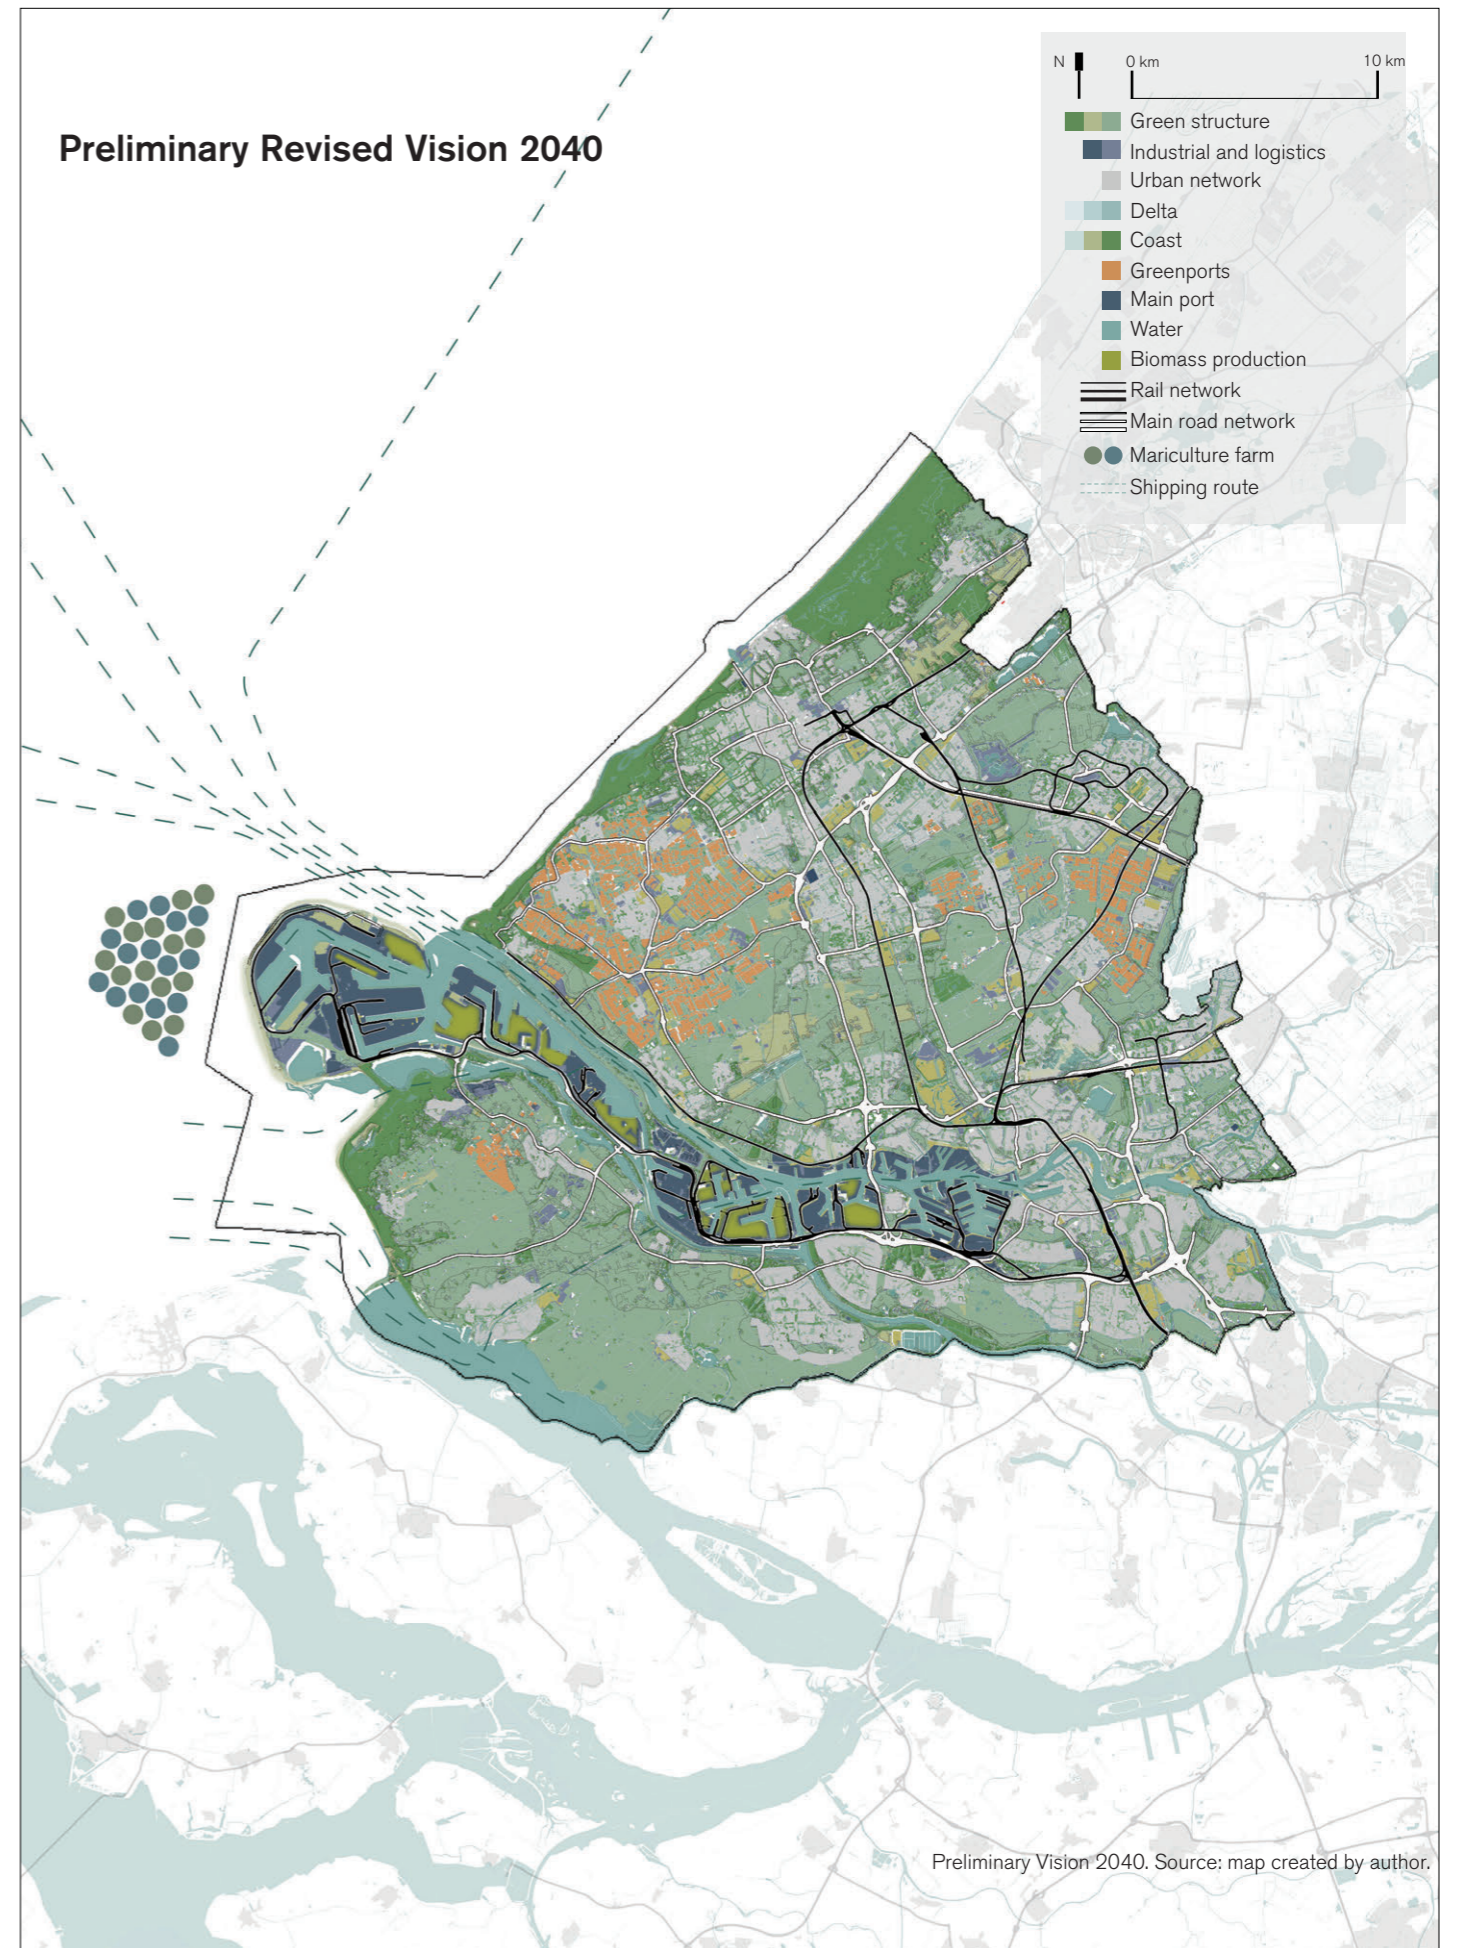 Preliminary Revised Vision 2040
N 0 km 10 km
Green structure
Industrial and logistics
Urban network
Delta
Coast
Greenports
Main port
Water
Biomass production
Rail network
Main road network
Mariculture farm
Shipping route
Preliminary Vision 2040. Source: map created by author.